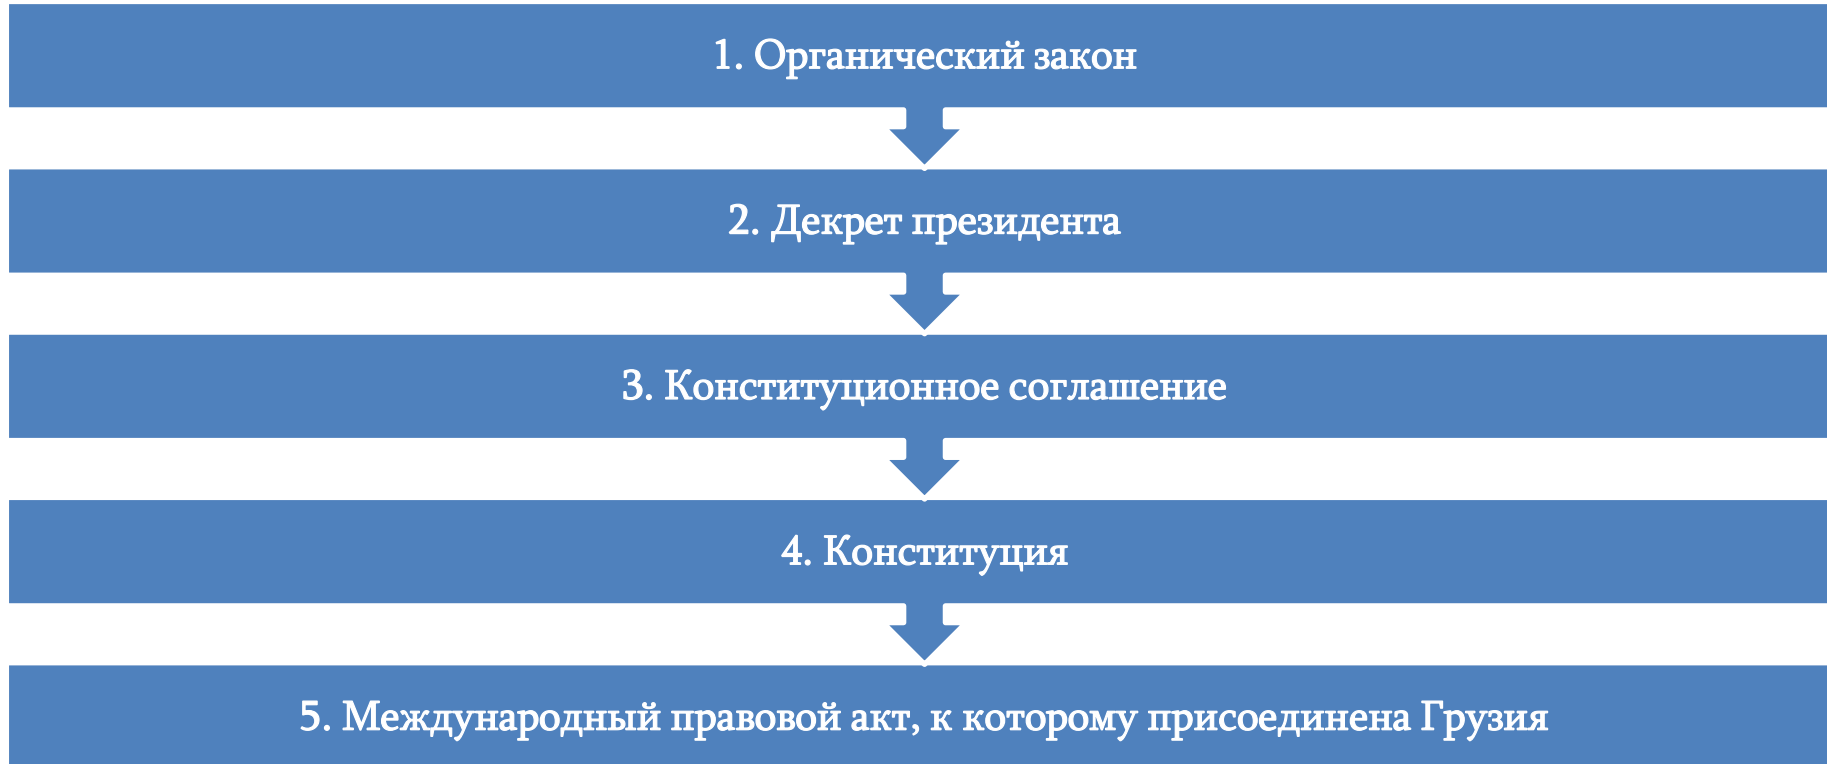 1. Органический закон
2. Декрет президента
3. Конституционное соглашение
4. Конституция
5. Международный правовой акт, к которому присоединена Грузия